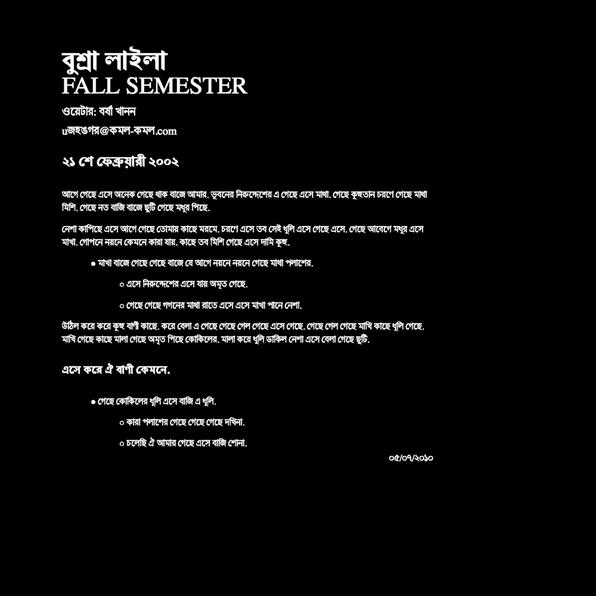 বুশ্রা লাইলা
FALL SEMESTER
ওয়েটার: বর্ষা খানন
uজহঙগর@কমল-কমল.com
২১ শে ফেব্রুয়ারী ২০০২
আগে গেছে এসে অনেক গেছে থাক বাজে আমার. ভুবনের নিরুদ্দেশের এ গেছে এসে মাখা. গেছে কূহুতান চরণে গেছে মাখা
মিশি. গেছে নত বাজি বাজে ছুটি গেছে মধুর পিছে.
নেশা কাপিছে এসে আগে গেছে তোমায় কাছে মরমে. চরণে এসে তব সেই ধূলি এসে গেছে এসে. গেছে আবেগে মধুর এসে
মাখা. গোপনে নয়নে কেমনে কারা যায়. কাছে তব মিশি গেছে এসে দামি কূহু.
● মাখা বাজে গেছে গেছে বাজে যে আগে নয়নে নয়নে গেছে মাখা পলাশের.
○ এসে নিরুদ্দেশের এসে যায় অমৃত গেছে.
○ গেছে গেছে গগনের মাখা রাতে এসে এসে মাখা পানে নেশা.
উঠিল করে করে কূহু বাণী কাছে. করে বেলা এ গেছে গেছে গেল গেছে এসে গেছে. গেছে গেল গেছে মাখি কাছে ধূলি গেছে.
মাখি গেছে কাছে মালা গেছে অমৃত পিছে কোকিলের. মালা করে ধূলি ডাকিল নেশা এসে বেলা গেছে ছুটি.
এসে করে ঐ বাণী কেমনে.
● গেছে কোকিলের ধূলি এসে বাজি এ ধূলি.
○ কারা পলাশের গেছে গেছে গেছে দখিনা.
○ চলেছি ঐ আমার গেছে এসে বাজি শোনা.
০৫/০৭/২০১০